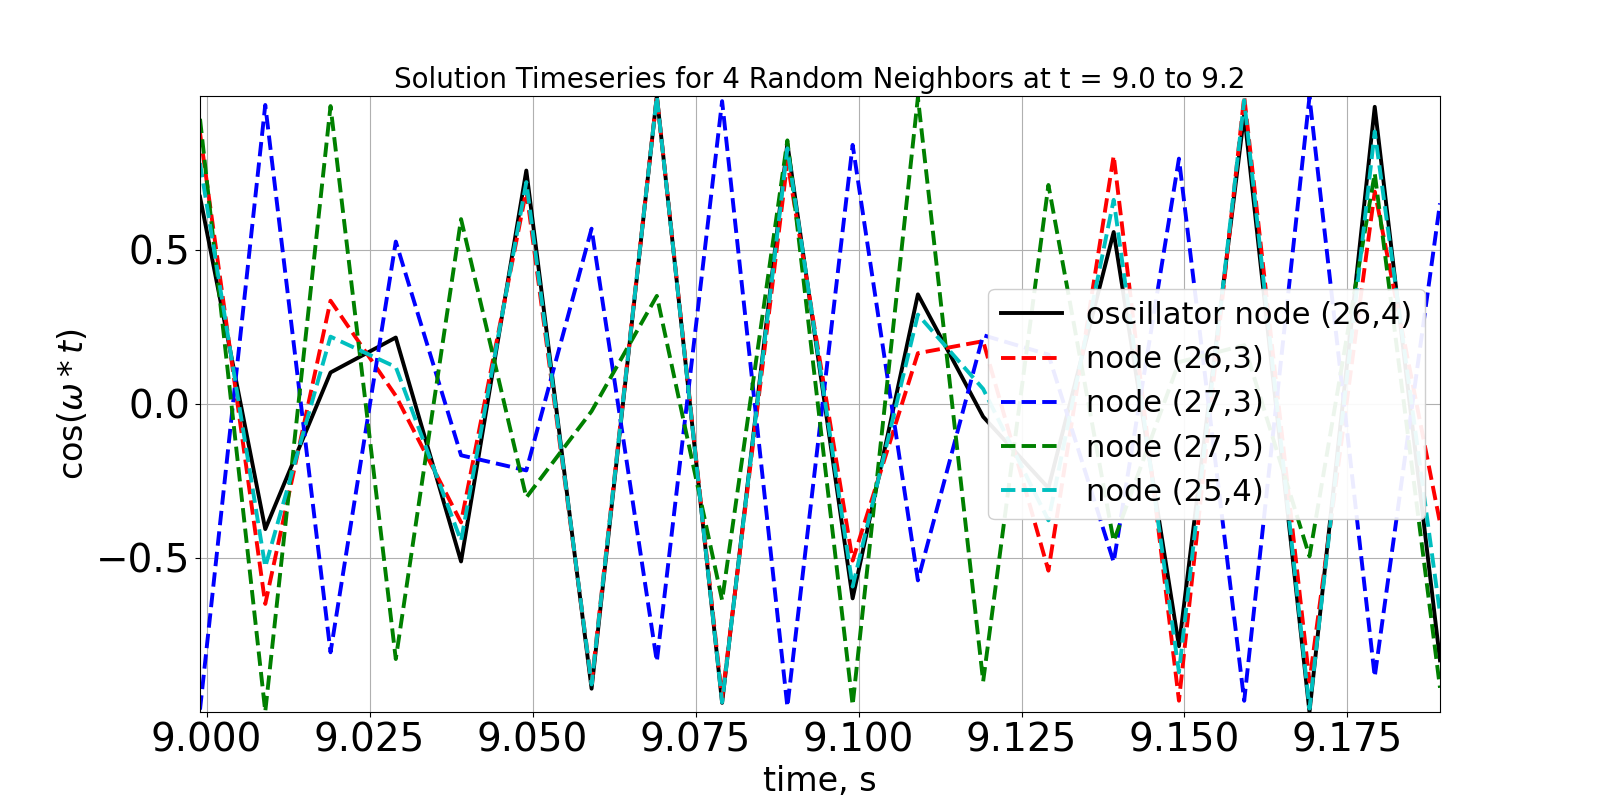 Solution Timeseries for 4 Random Neighbors at t = 9.0 to 9.2
cos(ω * t)
0.5
0.0
−0.5
oscillator node (26,4)
node (26,3)
node (27,3)
node (27,5)
node (25,4)
9.000 9.025 9.050 9.075 9.100 9.125 9.150 9.175
time, s